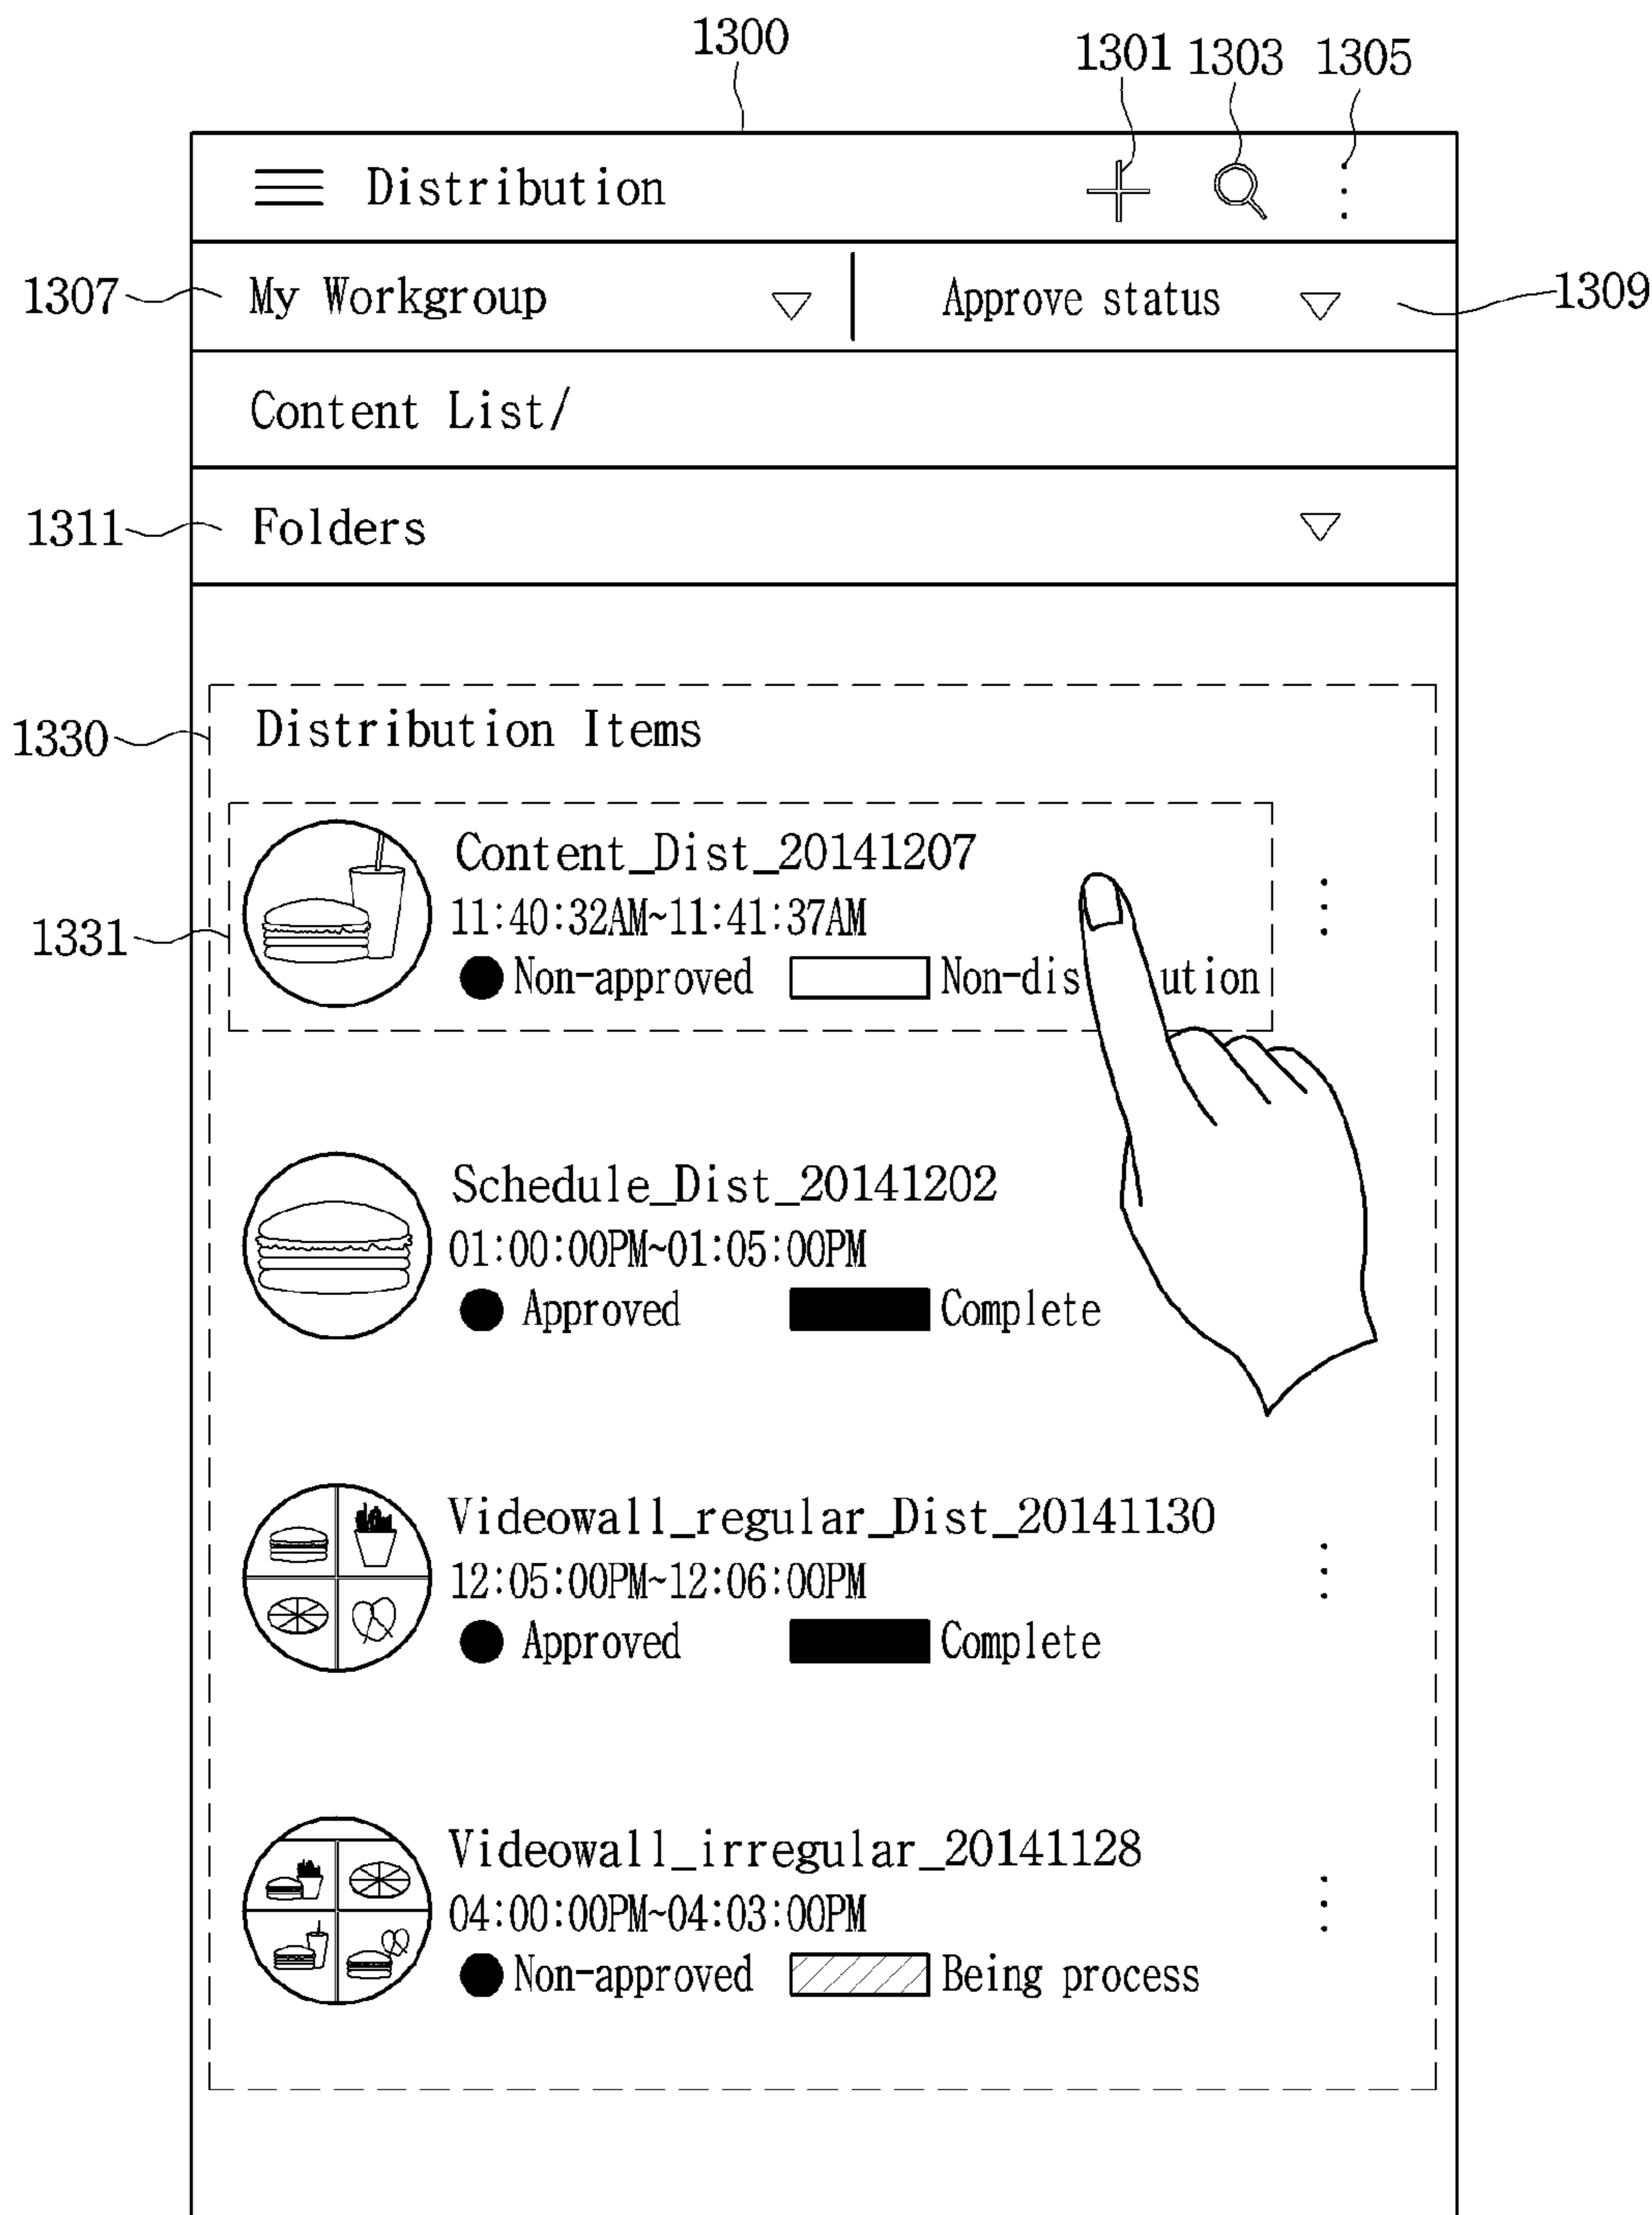 1300
1301 1303 1305
Distribution
1307 My Workgroup Approve status 1309
Content List/
1311 Folders
1330 Distribution Items
Content_Dist_20141207
11:40:32AM~11:41:37AM
1331
Non-approved Non-dis ution
Schedule_Dist_20141202
01:00:00PM~01:05:00PM
Approved Complete
Videowall_regular_Dist_20141130
12:05:00PM~12:06:00PM
Approved Complete
Videowall_irregular_20141128
04:00:00PM~04:03:00PM
Non-approved Being process